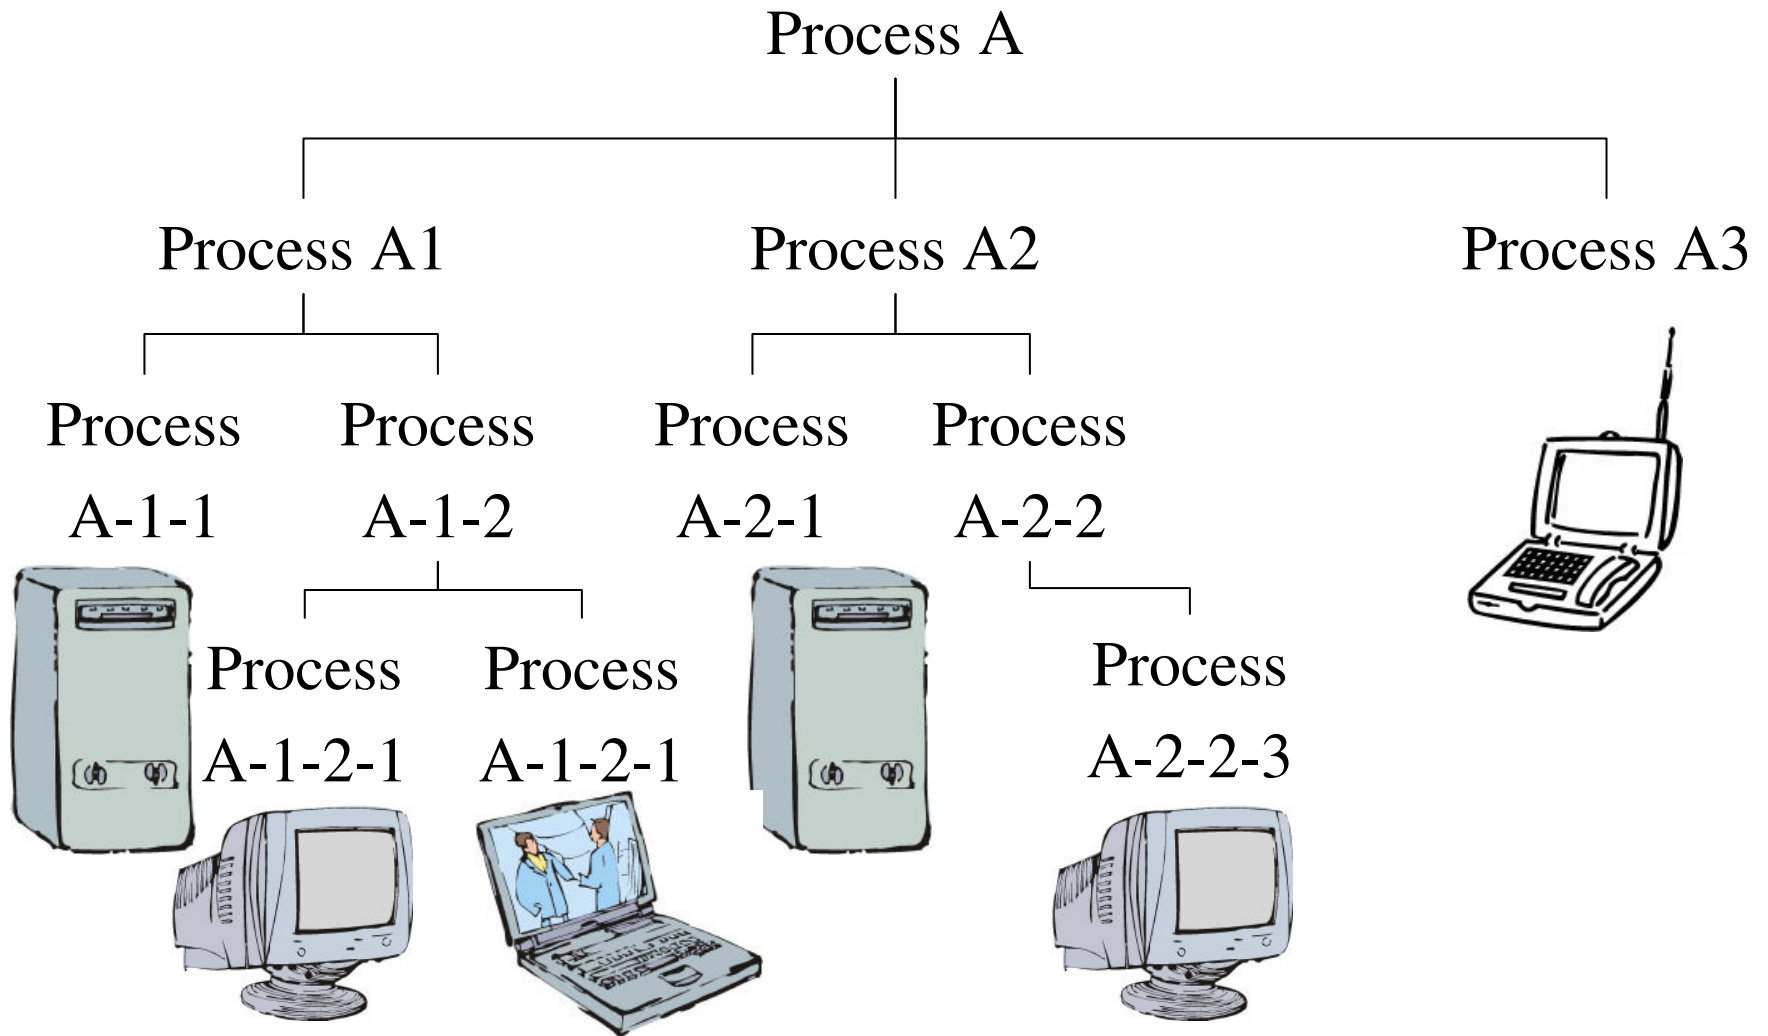 Process A
Process A1
Process A2
Process A3
Process
A-1-1
Process
A-1-2
Process
A-2-1
Process
A-2-2
Process
A-1-2-1
Process
A-1-2-1
Process
A-2-2-3